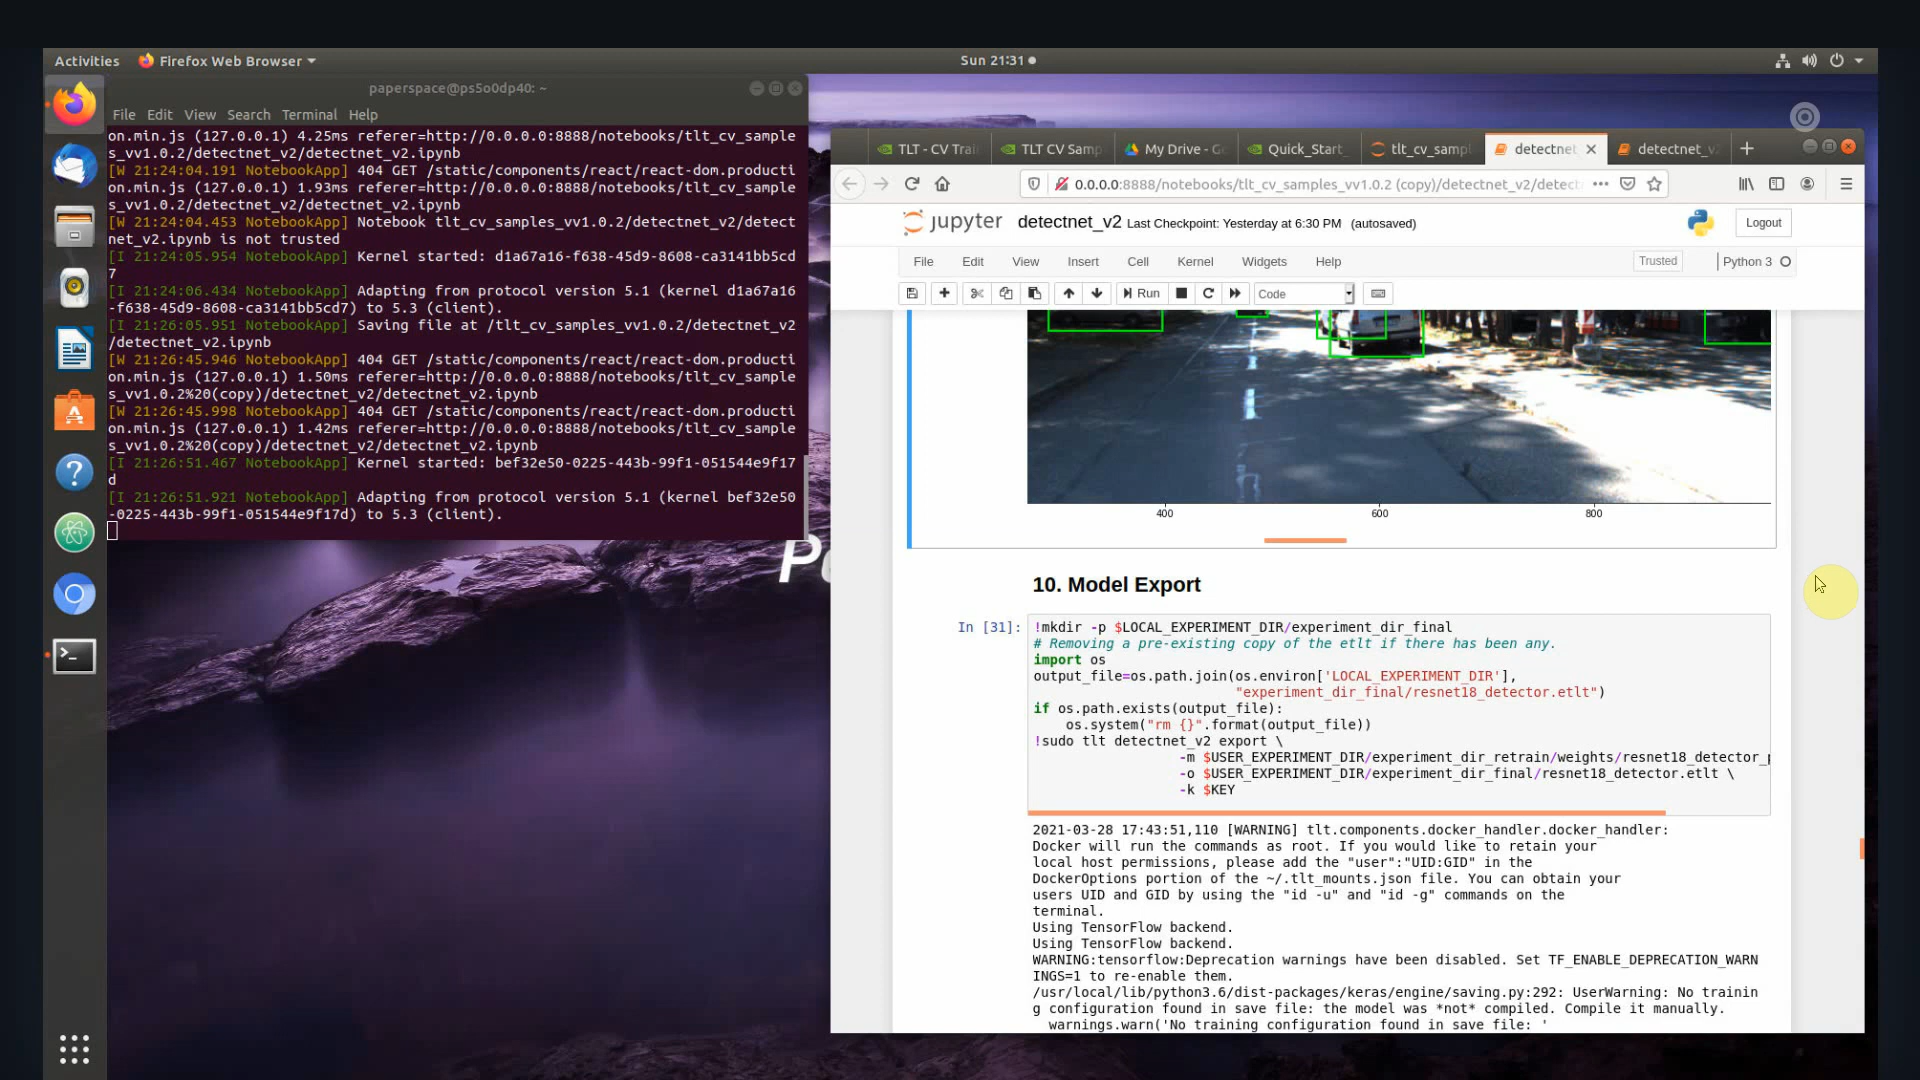 Activities
Firefox Web Browser
Sun 21:31
paperspace@ps5o0dp40: ~
File Edit View Search Terminal Help
on.min.js (127.0.0.1) 4.25ms referer=http://0.0.0.0:8888/notebooks/tlt_cv_sample
s_vv1.0.2/detectnet_v2/detectnet_v2.ipynb
[W 21:24:04.191 NotebookApp] 404 GET /static/components/react/react-dom.producti
on.min.js (127.0.0.1) 1.93ms referer=http://0.0.0.0:8888/notebooks/tlt_cv_sample
s_vv1.0.2/detectnet_v2/detectnet_v2.ipynb
[W 21:24:04.453 NotebookApp] Notebook tlt_cv_samples_vv1.0.2/detectnet_v2/detect
net_v2.ipynb is not trusted
[I 21:24:05.954 NotebookApp] Kernel started: d1a67a16-f638-45d9-8608-ca3141bb5cd
7
[I 21:24:06.434 NotebookApp] Adapting from protocol version 5.1 (kernel d1a67a16
-f638-45d9-8608-ca3141bb5cd7) to 5.3 (client).
[I 21:26:05.951 NotebookApp] Saving file at /tlt_cv_samples_vv1.0.2/detectnet_v2
/detectnet_v2.ipynb
[W 21:26:45.946 NotebookApp] 404 GET /static/components/react/react-dom.producti
on.min.js (127.0.0.1) 1.50ms referer=http://0.0.0.0:8888/notebooks/tlt_cv_sample
s_vv1.0.2%20(copy)/detectnet_v2/detectnet_v2.ipynb
[W 21:26:45.998 NotebookApp] 404 GET /static/components/react/react-dom.producti
on.min.js (127.0.0.1) 1.42ms referer=http://0.0.0.0:8888/notebooks/tlt_cv_sample
s_vv1.0.2%20(copy)/detectnet_v2/detectnet_v2.ipynb
[I 21:26:51.467 NotebookApp] Kernel started: bef32e50-0225-443b-99f1-051544e9f17
d
[I 21:26:51.921 NotebookApp] Adapting from protocol version 5.1 (kernel bef32e50
-0225-443b-99f1-051544e9f17d) to 5.3 (client).
TLT - CV Trai
TLT CV Samp
My Drive - Go
Quick_Start_
tlt_cv_sampl
detectne
detectnet_v
0.0.0.0:8888/notebooks/tlt_cv_samples_vv1.0.2 (copy)/detectnet_v2/detect
jupyter detectnet_v2 Last Checkpoint: Yesterday at 6:30 PM (autosaved)
Logout
File Edit View Insert Cell Kernel Widgets Help
Trusted
Python 3
Run
Code
400 600 800
10. Model Export
In [31]:
!mkdir -p $LOCAL_EXPERIMENT_DIR/experiment_dir_final
# Removing a pre-existing copy of the etlt if there has been any.
import os
output_file=os.path.join(os.environ['LOCAL_EXPERIMENT_DIR'],
"experiment_dir_final/resnet18_detector.etlt")
if os.path.exists(output_file):
os.system("rm {}".format(output_file))
!sudo tlt detectnet_v2 export \
-m $USER_EXPERIMENT_DIR/experiment_dir_retrain/weights/resnet18_detector_p
-o $USER_EXPERIMENT_DIR/experiment_dir_final/resnet18_detector.etlt \
-k $KEY
2021-03-28 17:43:51,110 [WARNING] tlt.components.docker_handler.docker_handler:
Docker will run the commands as root. If you would like to retain your
local host permissions, please add the "user":"UID:GID" in the
DockerOptions portion of the ~/.tlt_mounts.json file. You can obtain your
users UID and GID by using the "id -u" and "id -g" commands on the
terminal.
Using TensorFlow backend.
Using TensorFlow backend.
WARNING:tensorflow:Deprecation warnings have been disabled. Set TF_ENABLE_DEPRECATION_WARN
INGS=1 to re-enable them.
/usr/local/lib/python3.6/dist-packages/keras/engine/saving.py:292: UserWarning: No trainin
g configuration found in save file: the model was *not* compiled. Compile it manually.
warnings.warn('No training configuration found in save file: '